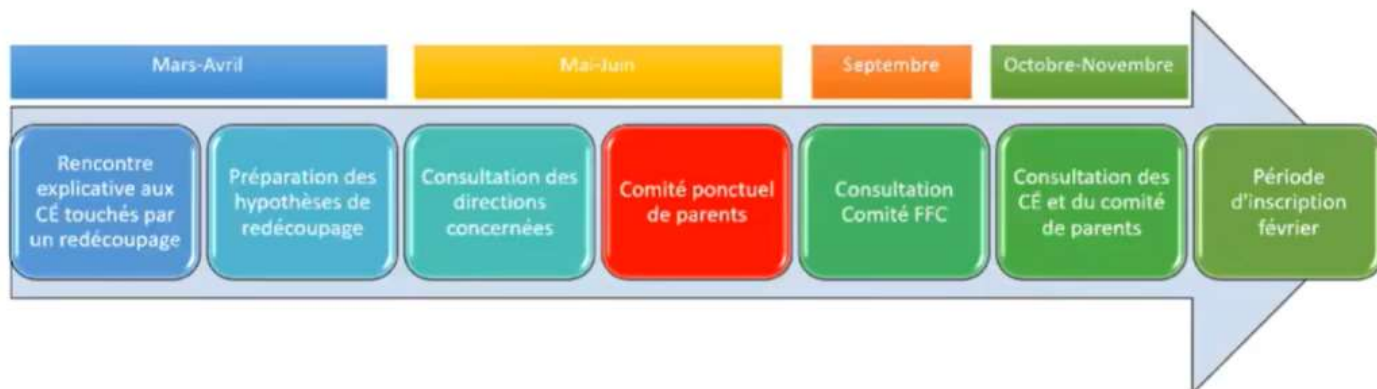 Mars-Avril
Mai-Juin
Septembre
Octobre-Novembre
Rencontre
explicative aux
CÉ touchés par
un redécoupage
Préparation des
hypothèses de
redécoupage
Consultation des
directions
concernées
Comité ponctuel
de parents
Consultation
Comité FFC
Consultation des
CÉ et du comité
de parents
Période
d'inscription
février